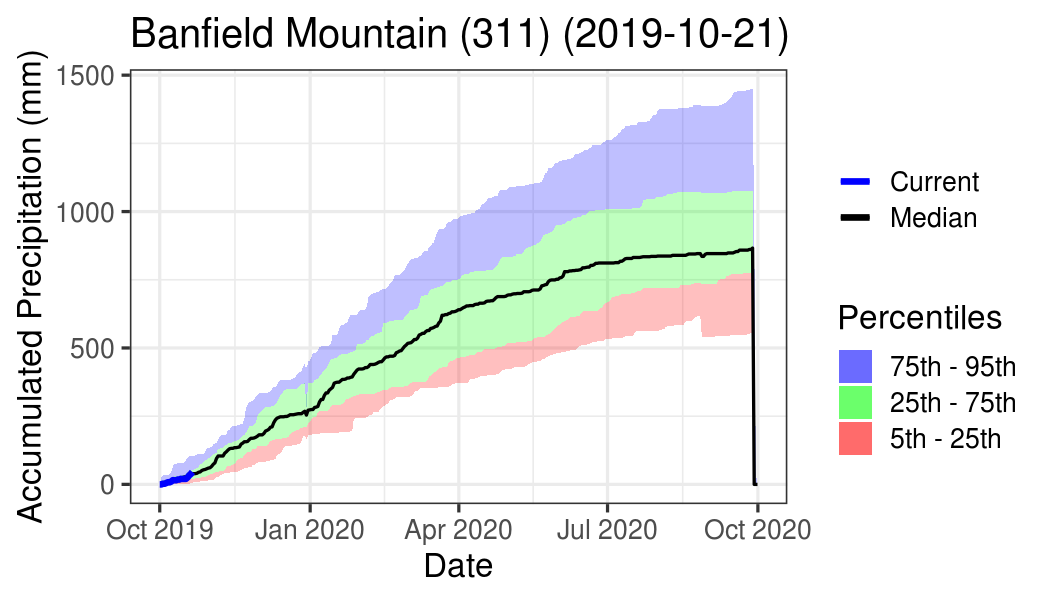 Banfield Mountain (311) (2019-10-21)
Accumulated Precipitation (mm)
1500
1000
500
0
Oct 2019
Jan 2020
Apr 2020
Jul 2020
Oct 2020
Date
Current
Median
Percentiles
75th - 95th
25th - 75th
5th - 25th